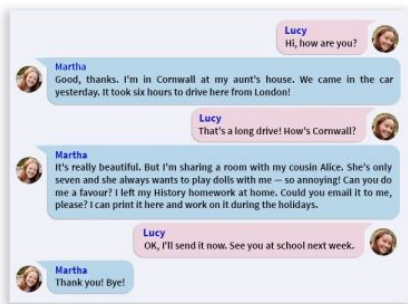 Lucy
Hi, how are you?
Martha
Good, thanks. I'm in Cornwall at my aunt's house. We came in the car
yesterday. It took six hours to drive here from London!
Lucy
That's a long drive! How's Cornwall?
Martha
It's really beautiful. But I'm sharing a room with my cousin Alice. She's only
seven and she always wants to play dolls with me – so annoying! Can you do
me a favour? I left my History homework at home. Could you email it to me,
please? I can print it here and work on it during the holidays.
Lucy
OK, I'll send it now. See you at school next week.
Martha
Thank you! Bye!